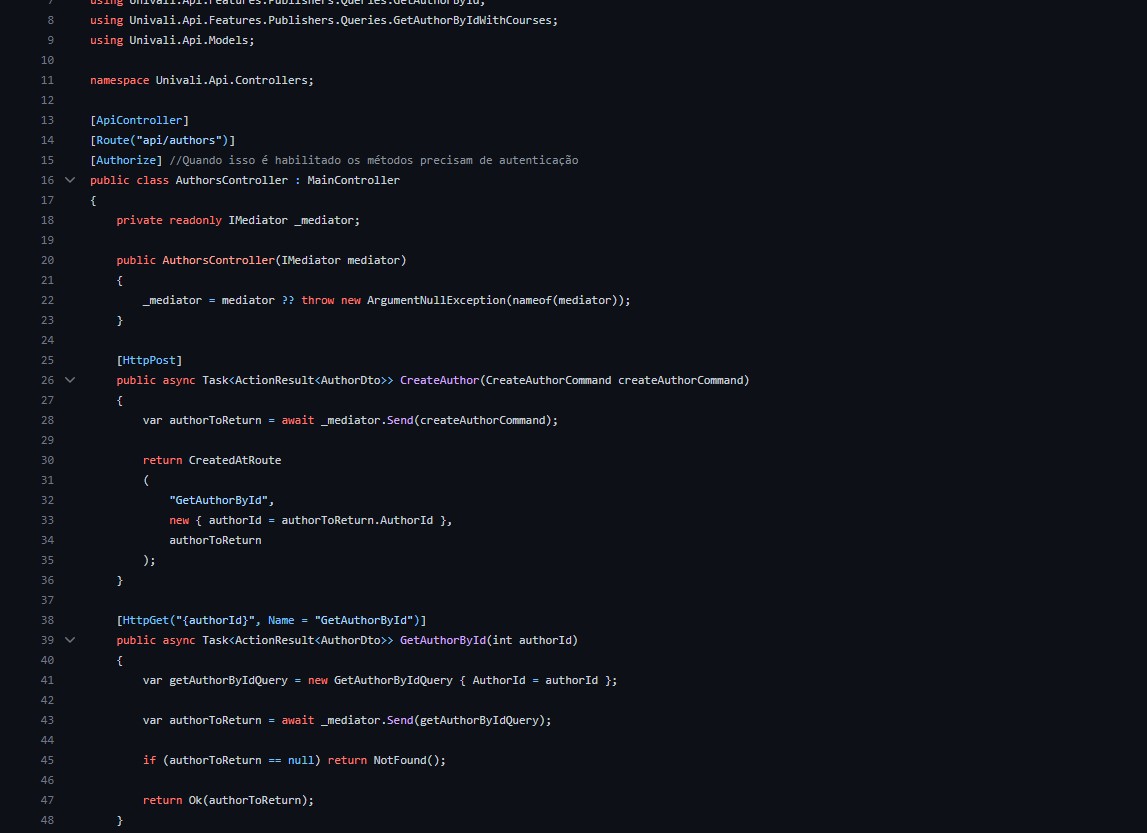 7 using Univali.Api.Features.Publishers.Queries.GetAuthorById;
8 using Univali.Api.Features.Publishers.Queries.GetAuthorByIdWithCourses;
9 using Univali.Api.Models;
10
11 namespace Univali.Api.Controllers;
12
13 [ApiController]
14 [Route("api/authors")]
15 [Authorize] //Quando isso é habilitado os métodos precisam de autenticação
16 public class AuthorsController : MainController
17 {
18 private readonly IMediator _mediator;
19
20 public AuthorsController(IMediator mediator)
21 {
22 _mediator = mediator ?? throw new ArgumentNullException(nameof(mediator));
23 }
24
25 [HttpPost]
26 public async Task<ActionResult<AuthorDto>> CreateAuthor(CreateAuthorCommand createAuthorCommand)
27 {
28 var authorToReturn = await _mediator.Send(createAuthorCommand);
29
30 return CreatedAtRoute
31 (
32 "GetAuthorById",
33 new { authorId = authorToReturn.AuthorId },
34 authorToReturn
35 );
36 }
37
38 [HttpGet("{authorId}", Name = "GetAuthorById")]
39 public async Task<ActionResult<AuthorDto>> GetAuthorById(int authorId)
40 {
41 var getAuthorByIdQuery = new GetAuthorByIdQuery { AuthorId = authorId };
42
43 var authorToReturn = await _mediator.Send(getAuthorByIdQuery);
44
45 if (authorToReturn == null) return NotFound();
46
47 return Ok(authorToReturn);
48 }